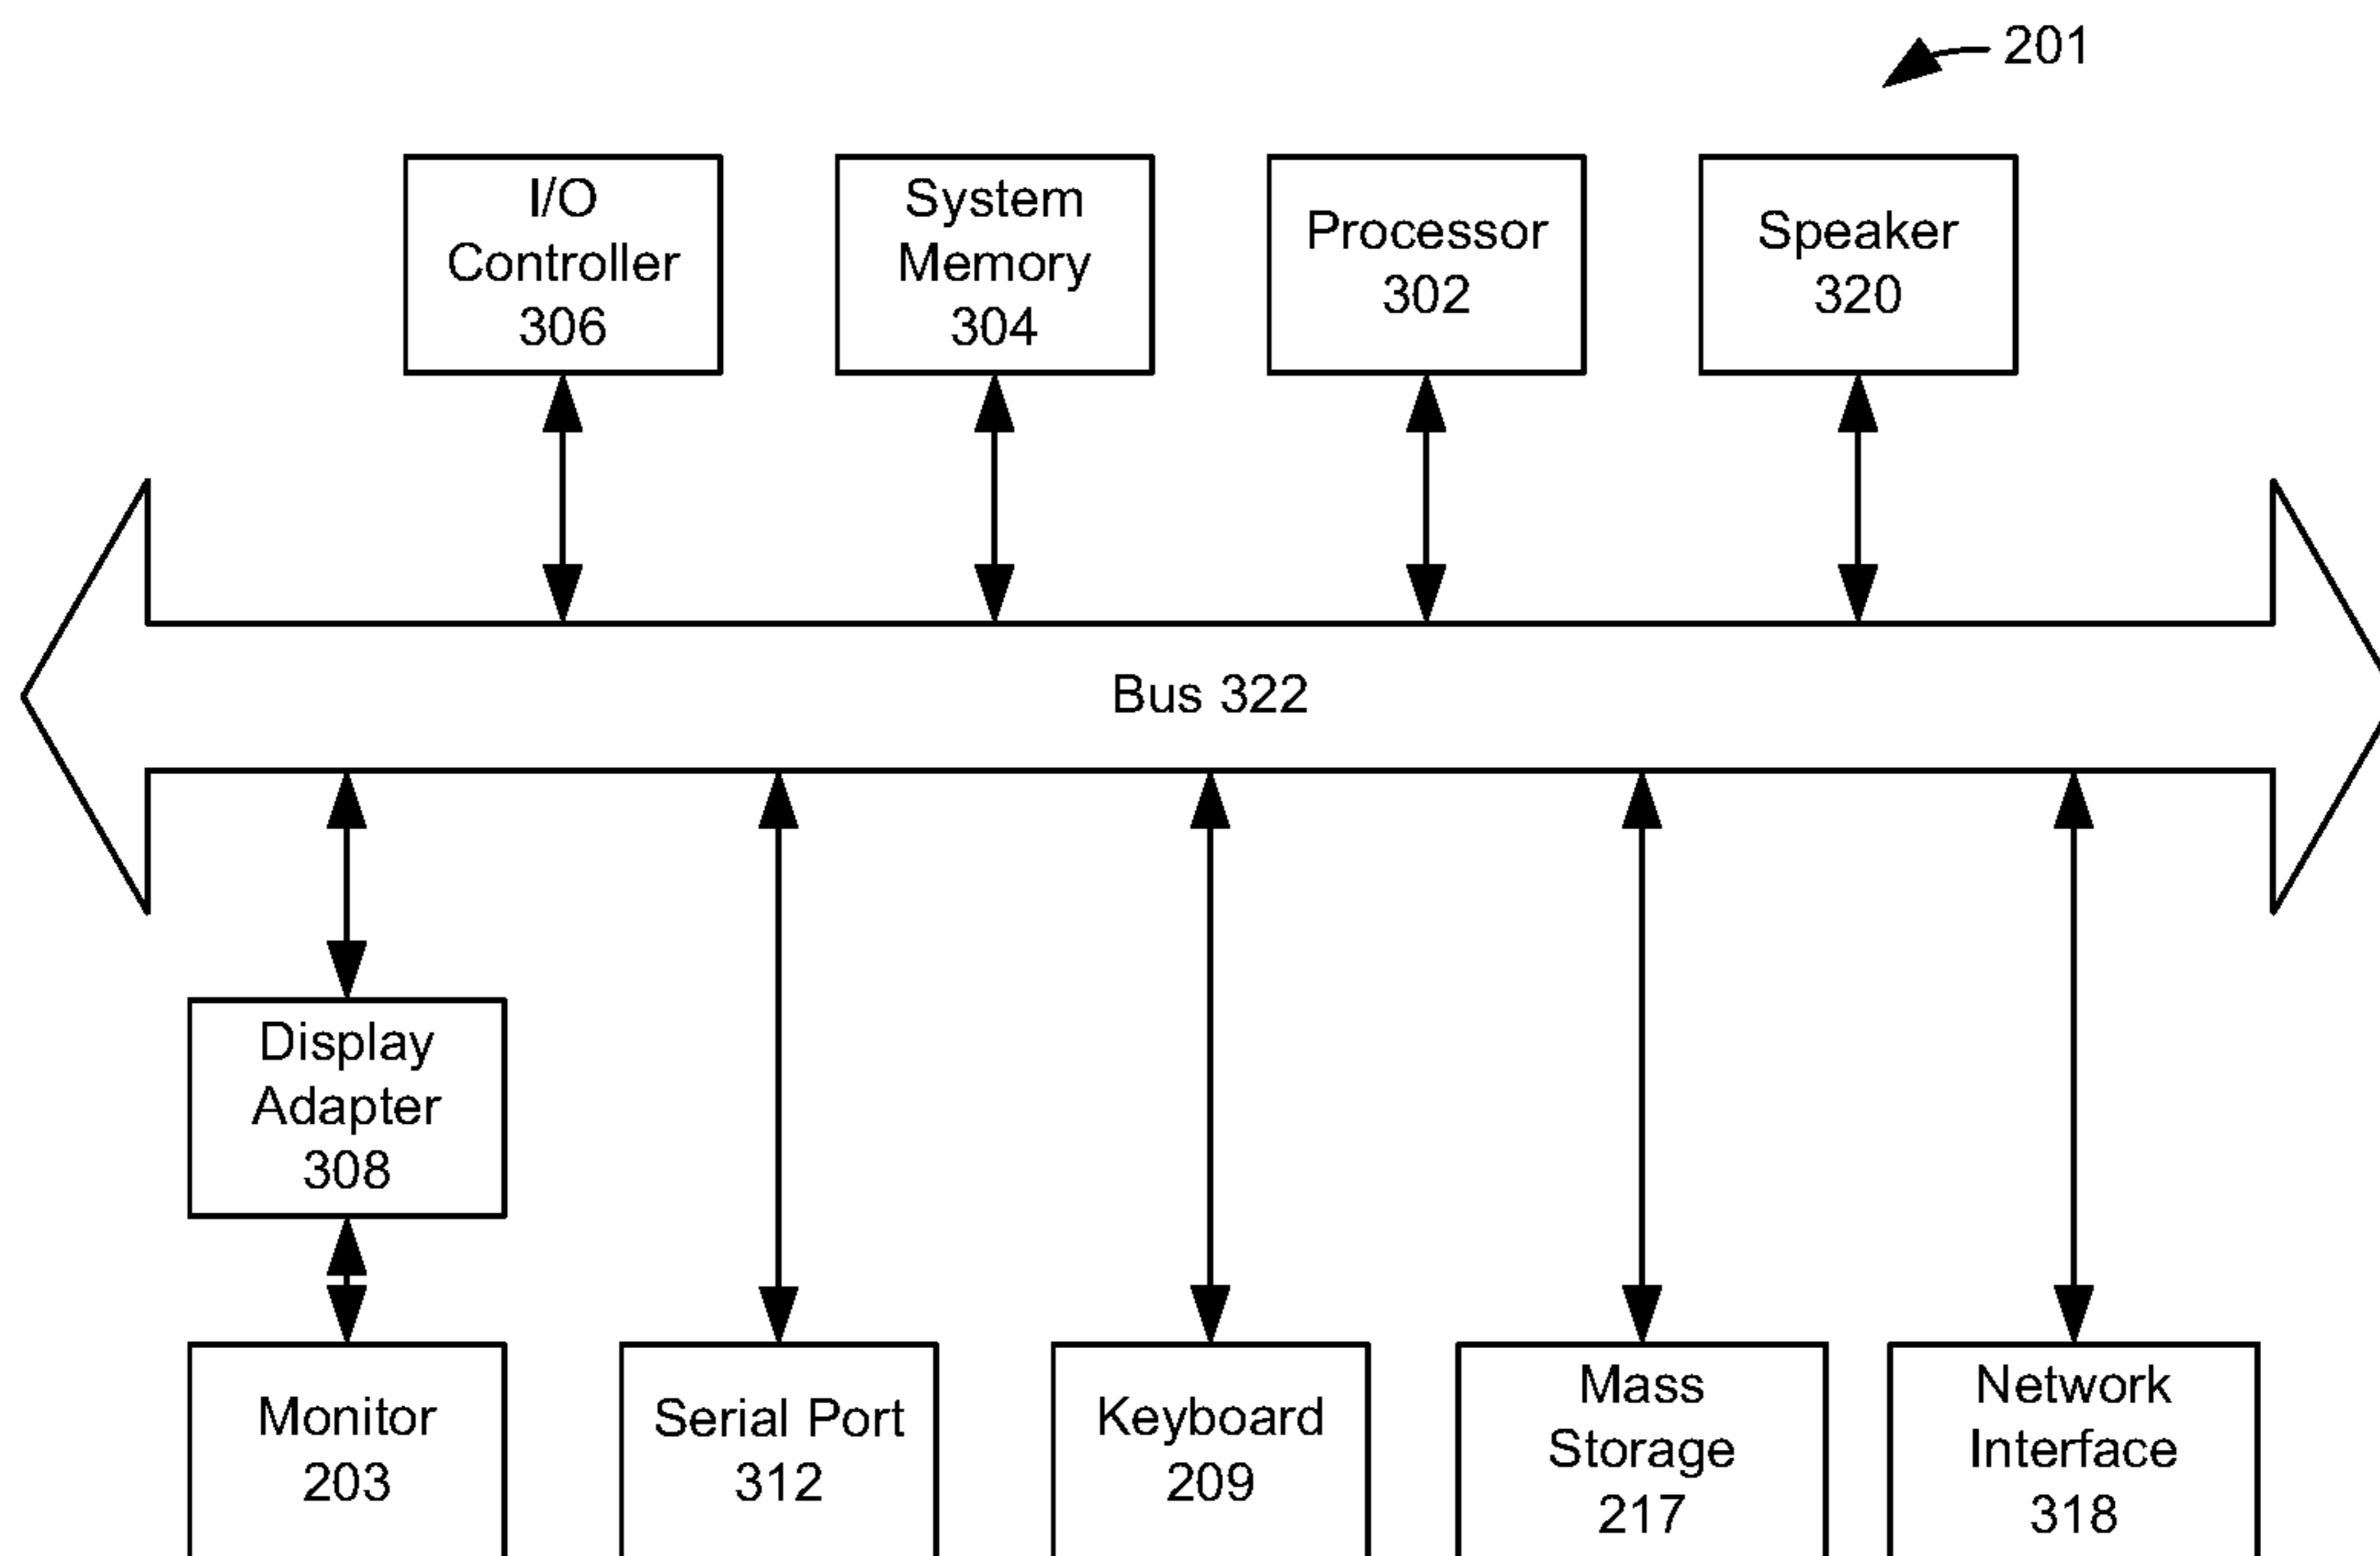 201
I/O
Controller
306
System
Memory
304
Processor
302
Speaker
320
Bus 322
Display
Adapter
308
Monitor
203
Serial Port
312
Keyboard
209
Mass
Storage
217
Network
Interface
318